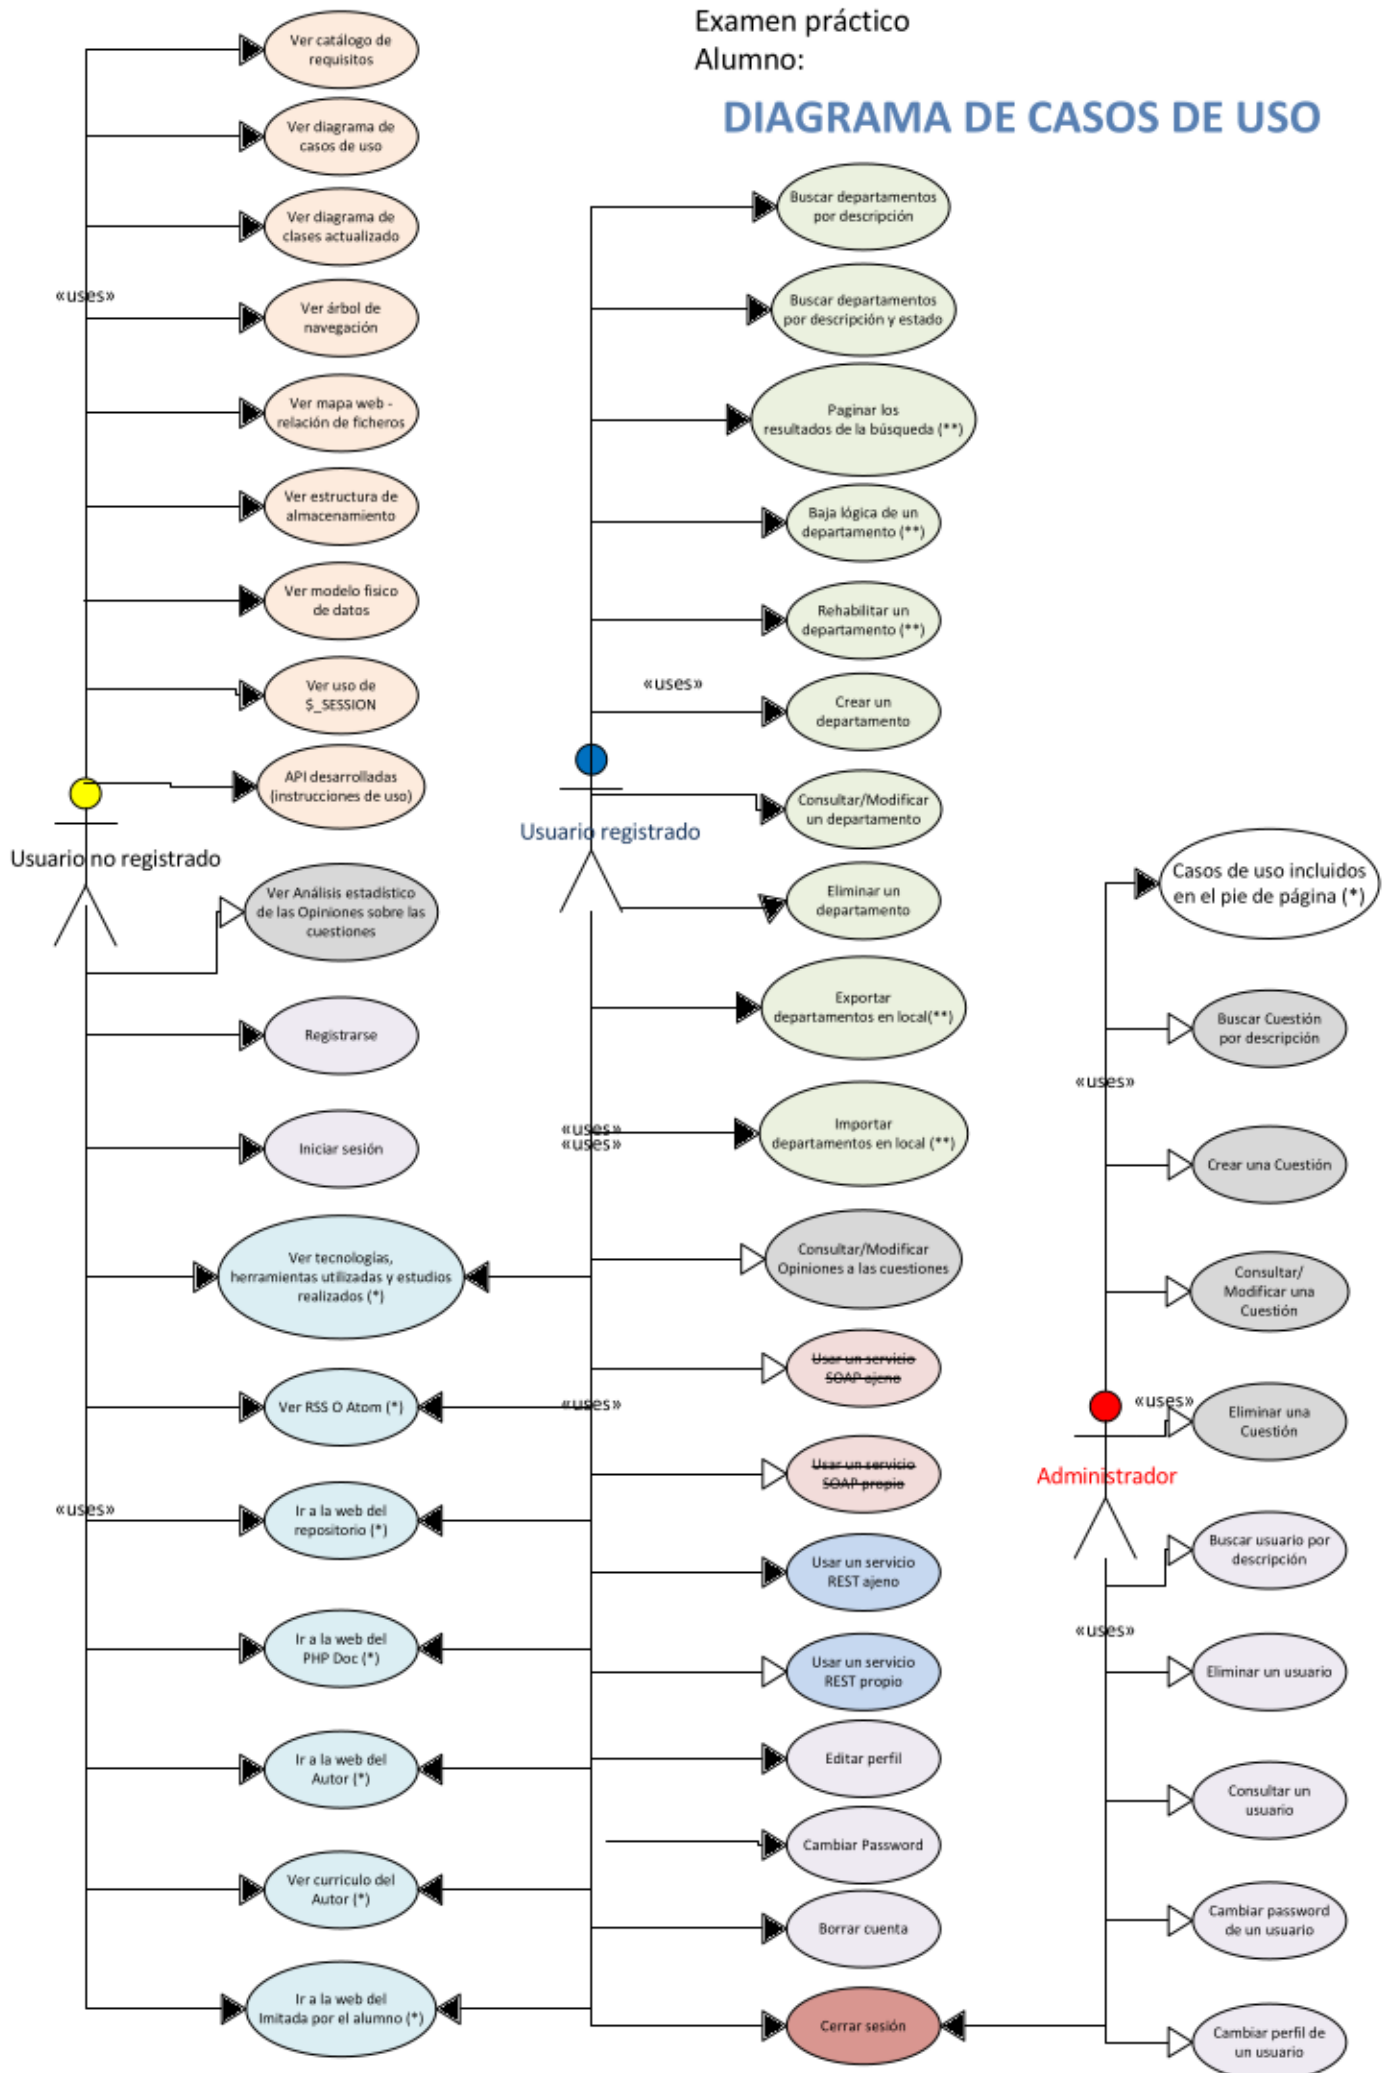 Examen práctico
Alumno:
DIAGRAMA DE CASOS DE USO
Ver catálogo de
requisitos
Ver diagrama de
casos de uso
Ver diagrama de
clases actualizado
«uses»
Ver árbol de
navegación
Ver mapa web -
relación de ficheros
Ver estructura de
almacenamiento
Ver modelo fisico
de datos
Ver uso de
$_SESSION
API desarrolladas
(instrucciones de uso)
Usuario no registrado
Ver Análisis estadístico
de las Opiniones sobre las
cuestiones
Registrarse
Iniciar sesión
Ver tecnologías,
herramientas utilizadas y estudios
realizados (*)
Ver RSS O Atom (*)
«uses»
Ir a la web del
repositorio (*)
Ir a la web del
PHP Doc (*)
Ir a la web del
Autor (*)
Ver curriculo del
Autor (*)
Ir a la web del
Imitada por el alumno (*)
Buscar departamentos
por descripción
Buscar departamentos
por descripción y estado
Paginar los
resultados de la búsqueda (**)
Baja lógica de un
departamento (**)
Rehabilitar un
departamento (**)
«uses»
Crear un
departamento
Usuario registrado
Consultar/Modificar
un departamento
Eliminar un
departamento
Exportar
departamentos en local(**)
«uses»
«uses»
Importar
departamentos en local (**)
Consultar/Modificar
Opiniones a las cuestiones
Usar un servicio
SOAP ajeno
«uses»
Usar un servicio
SOAP propio
Usar un servicio
REST ajeno
Usar un servicio
REST propio
Editar perfil
Cambiar Password
Borrar cuenta
Cerrar sesión
Casos de uso incluidos
en el pie de página (*)
Buscar Cuestión
por descripción
«uses»
Crear una Cuestión
Consultar/
Modificar una
Cuestión
«uses»
Eliminar una
Cuestión
Administrador
Buscar usuario por
descripción
«uses»
Eliminar un usuario
Consultar un
usuario
Cambiar password
de un usuario
Cambiar perfil de
un usuario